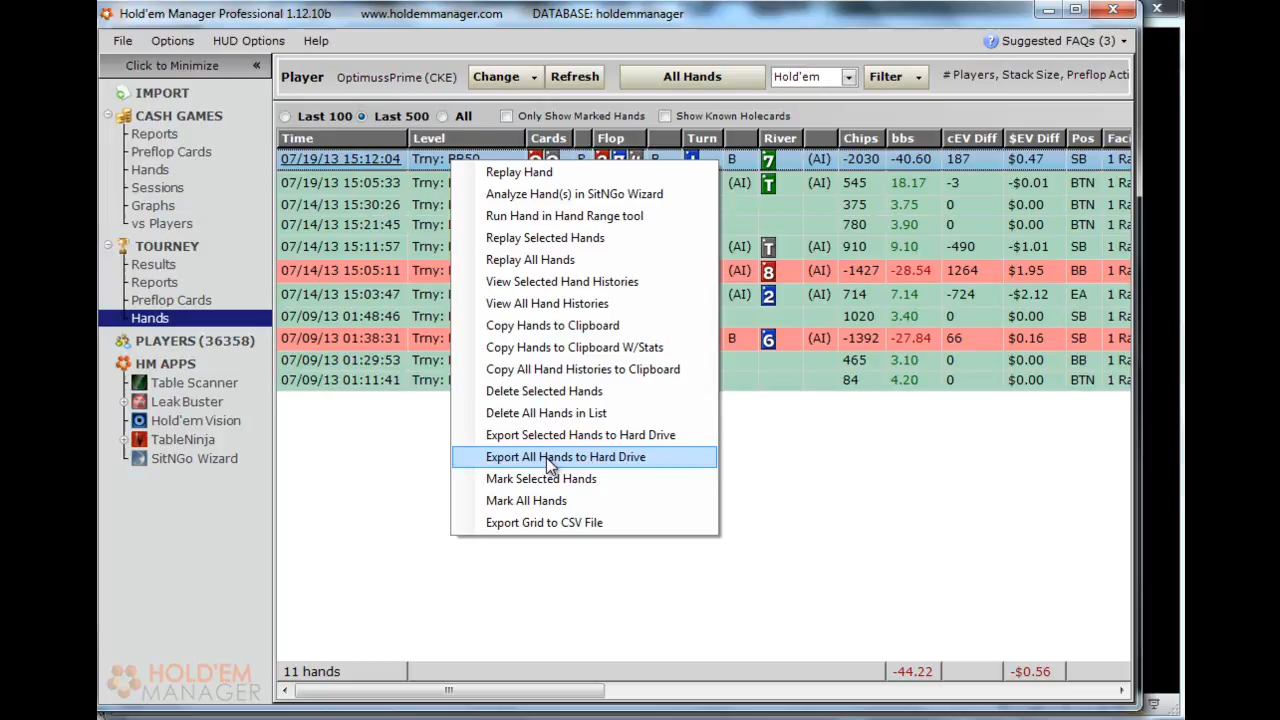 Hold'em Manager Professional 1.12.10b www.holdemmanager.com DATABASE: holdemmanager
File Options HUD Options Help Suggested FAQs (3)
Click to Minimize «
Player OptimussPrime (CKE) Change Refresh All Hands Hold'em Filter # Players, Stack Size, Preflop Acti
Last 100 Last 500 All Only Show Marked Hands Show Known Holecards
Time Level Cards Flop Turn River Chips bbs cEV Diff $EV Diff Pos Faci
07/19/13 15:12:04 Trny: B 7 (AI) -2030 -40.60 187 $0.47 SB 1 Ra
07/19/13 15:05:33 Trny: (AI) T 545 18.17 -3 -$0.01 BTN 1 Ra
07/14/13 15:30:26 Trny: 375 3.75 0 $0.00 BTN 1 Ra
07/14/13 15:21:45 Trny: 780 3.90 0 $0.00 BTN 1 Ra
07/14/13 15:11:57 Trny: (AI) T 910 9.10 -490 -$1.01 SB 1 Ra
07/14/13 15:05:11 Trny: (AI) 8 -1427 -28.54 1264 $1.95 BB 1 Ra
07/14/13 15:03:47 Trny: (AI) 2 714 7.14 -724 -$2.12 EA 1 Ra
07/09/13 01:48:46 Trny: 1020 3.40 0 $0.00 SB 1 Ra
07/09/13 01:38:31 Trny: B 6 (AI) -1392 -27.84 66 $0.16 SB 1 Ra
07/09/13 01:29:53 Trny: 465 3.10 0 $0.00 BB 1 Ra
07/09/13 01:11:41 Trny: 84 4.20 0 $0.00 BTN 1 Ra
11 hands -44.22 -$0.56
IMPORT
CASH GAMES
Reports
Preflop Cards
Hands
Sessions
Graphs
vs Players
TOURNEY
Results
Reports
Preflop Cards
Hands
PLAYERS (36358)
HM APPS
Table Scanner
LeakBuster
Hold'em Vision
TableNinja
SitNGo Wizard
HOLD'EM
MANAGER
Replay Hand
Analyze Hand(s) in SitNGo Wizard
Run Hand in Hand Range tool
Replay Selected Hands
Replay All Hands
View Selected Hand Histories
View All Hand Histories
Copy Hands to Clipboard
Copy Hands to Clipboard W/Stats
Copy All Hand Histories to Clipboard
Delete Selected Hands
Delete All Hands in List
Export Selected Hands to Hard Drive
Export All Hands to Hard Drive
Mark Selected Hands
Mark All Hands
Export Grid to CSV File